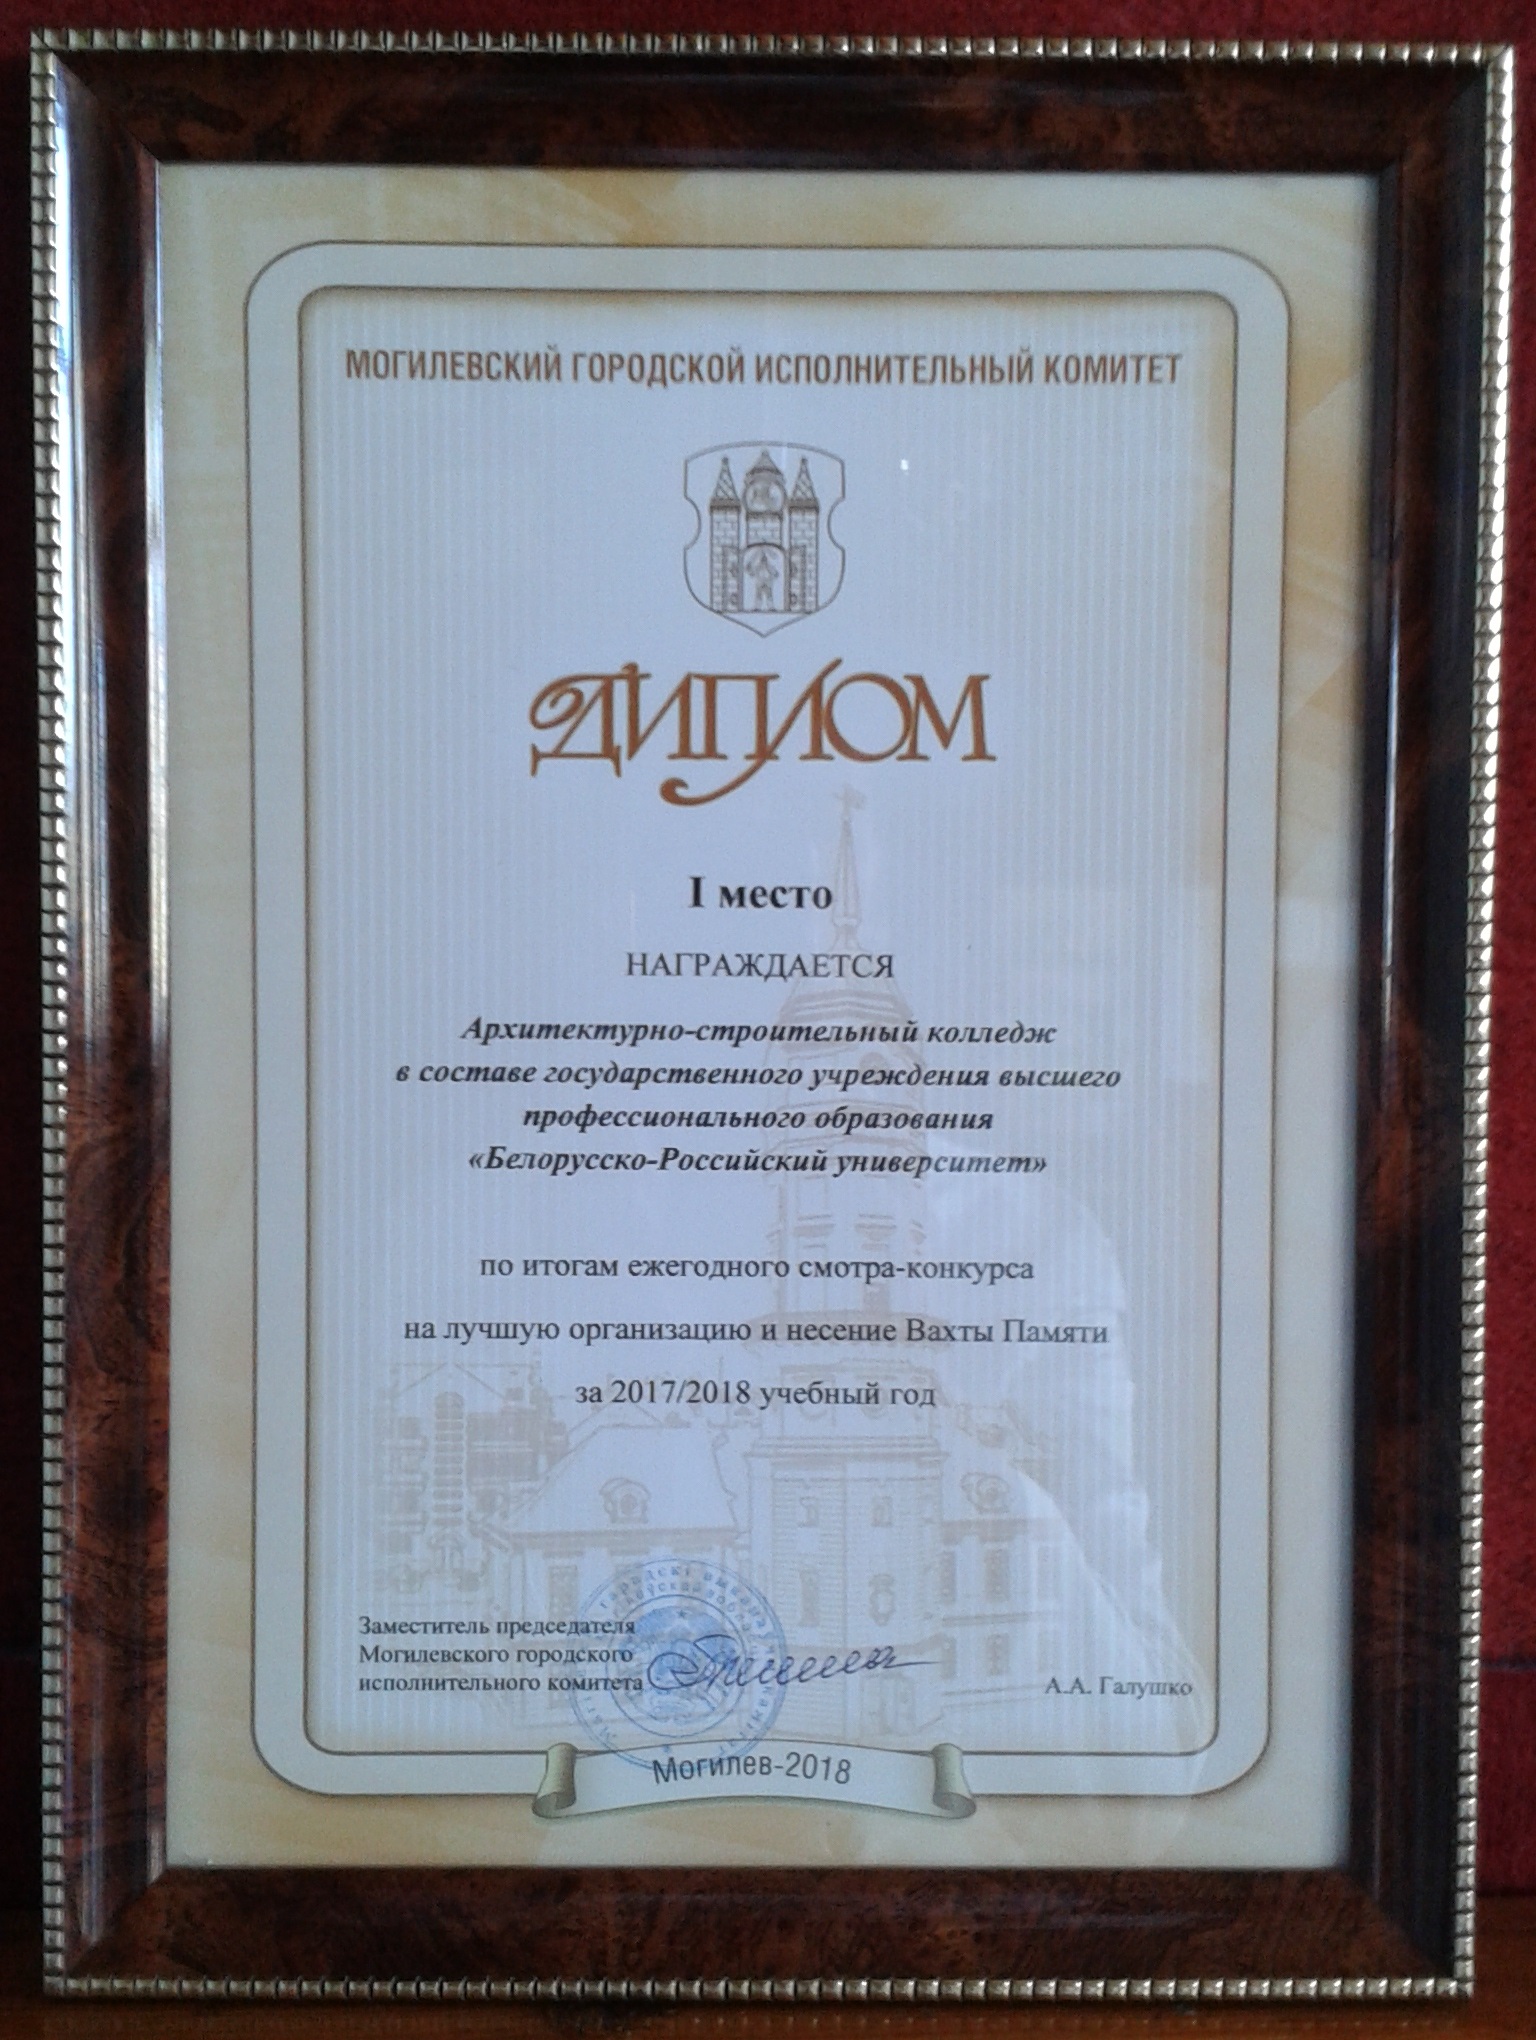 МОГИЛЕВСКИЙ ГОРОДСКОЙ ИСПОЛНИТЕЛЬНЫЙ КОМИТЕТ
ДИПЛОМ
I место
НАГРАЖДАЕТСЯ
Архитектурно-строительный колледж
в составе государственного учреждения высшего
профессионального образования
«Белорусско-Российский университет»
по итогам ежегодного смотра-конкурса
на лучшую организацию и несение Вахты Памяти
за 2017/2018 учебный год
Заместитель председателя
Могилевского городского
исполнительного комитета
А.А. Галушко
Могилев-2018